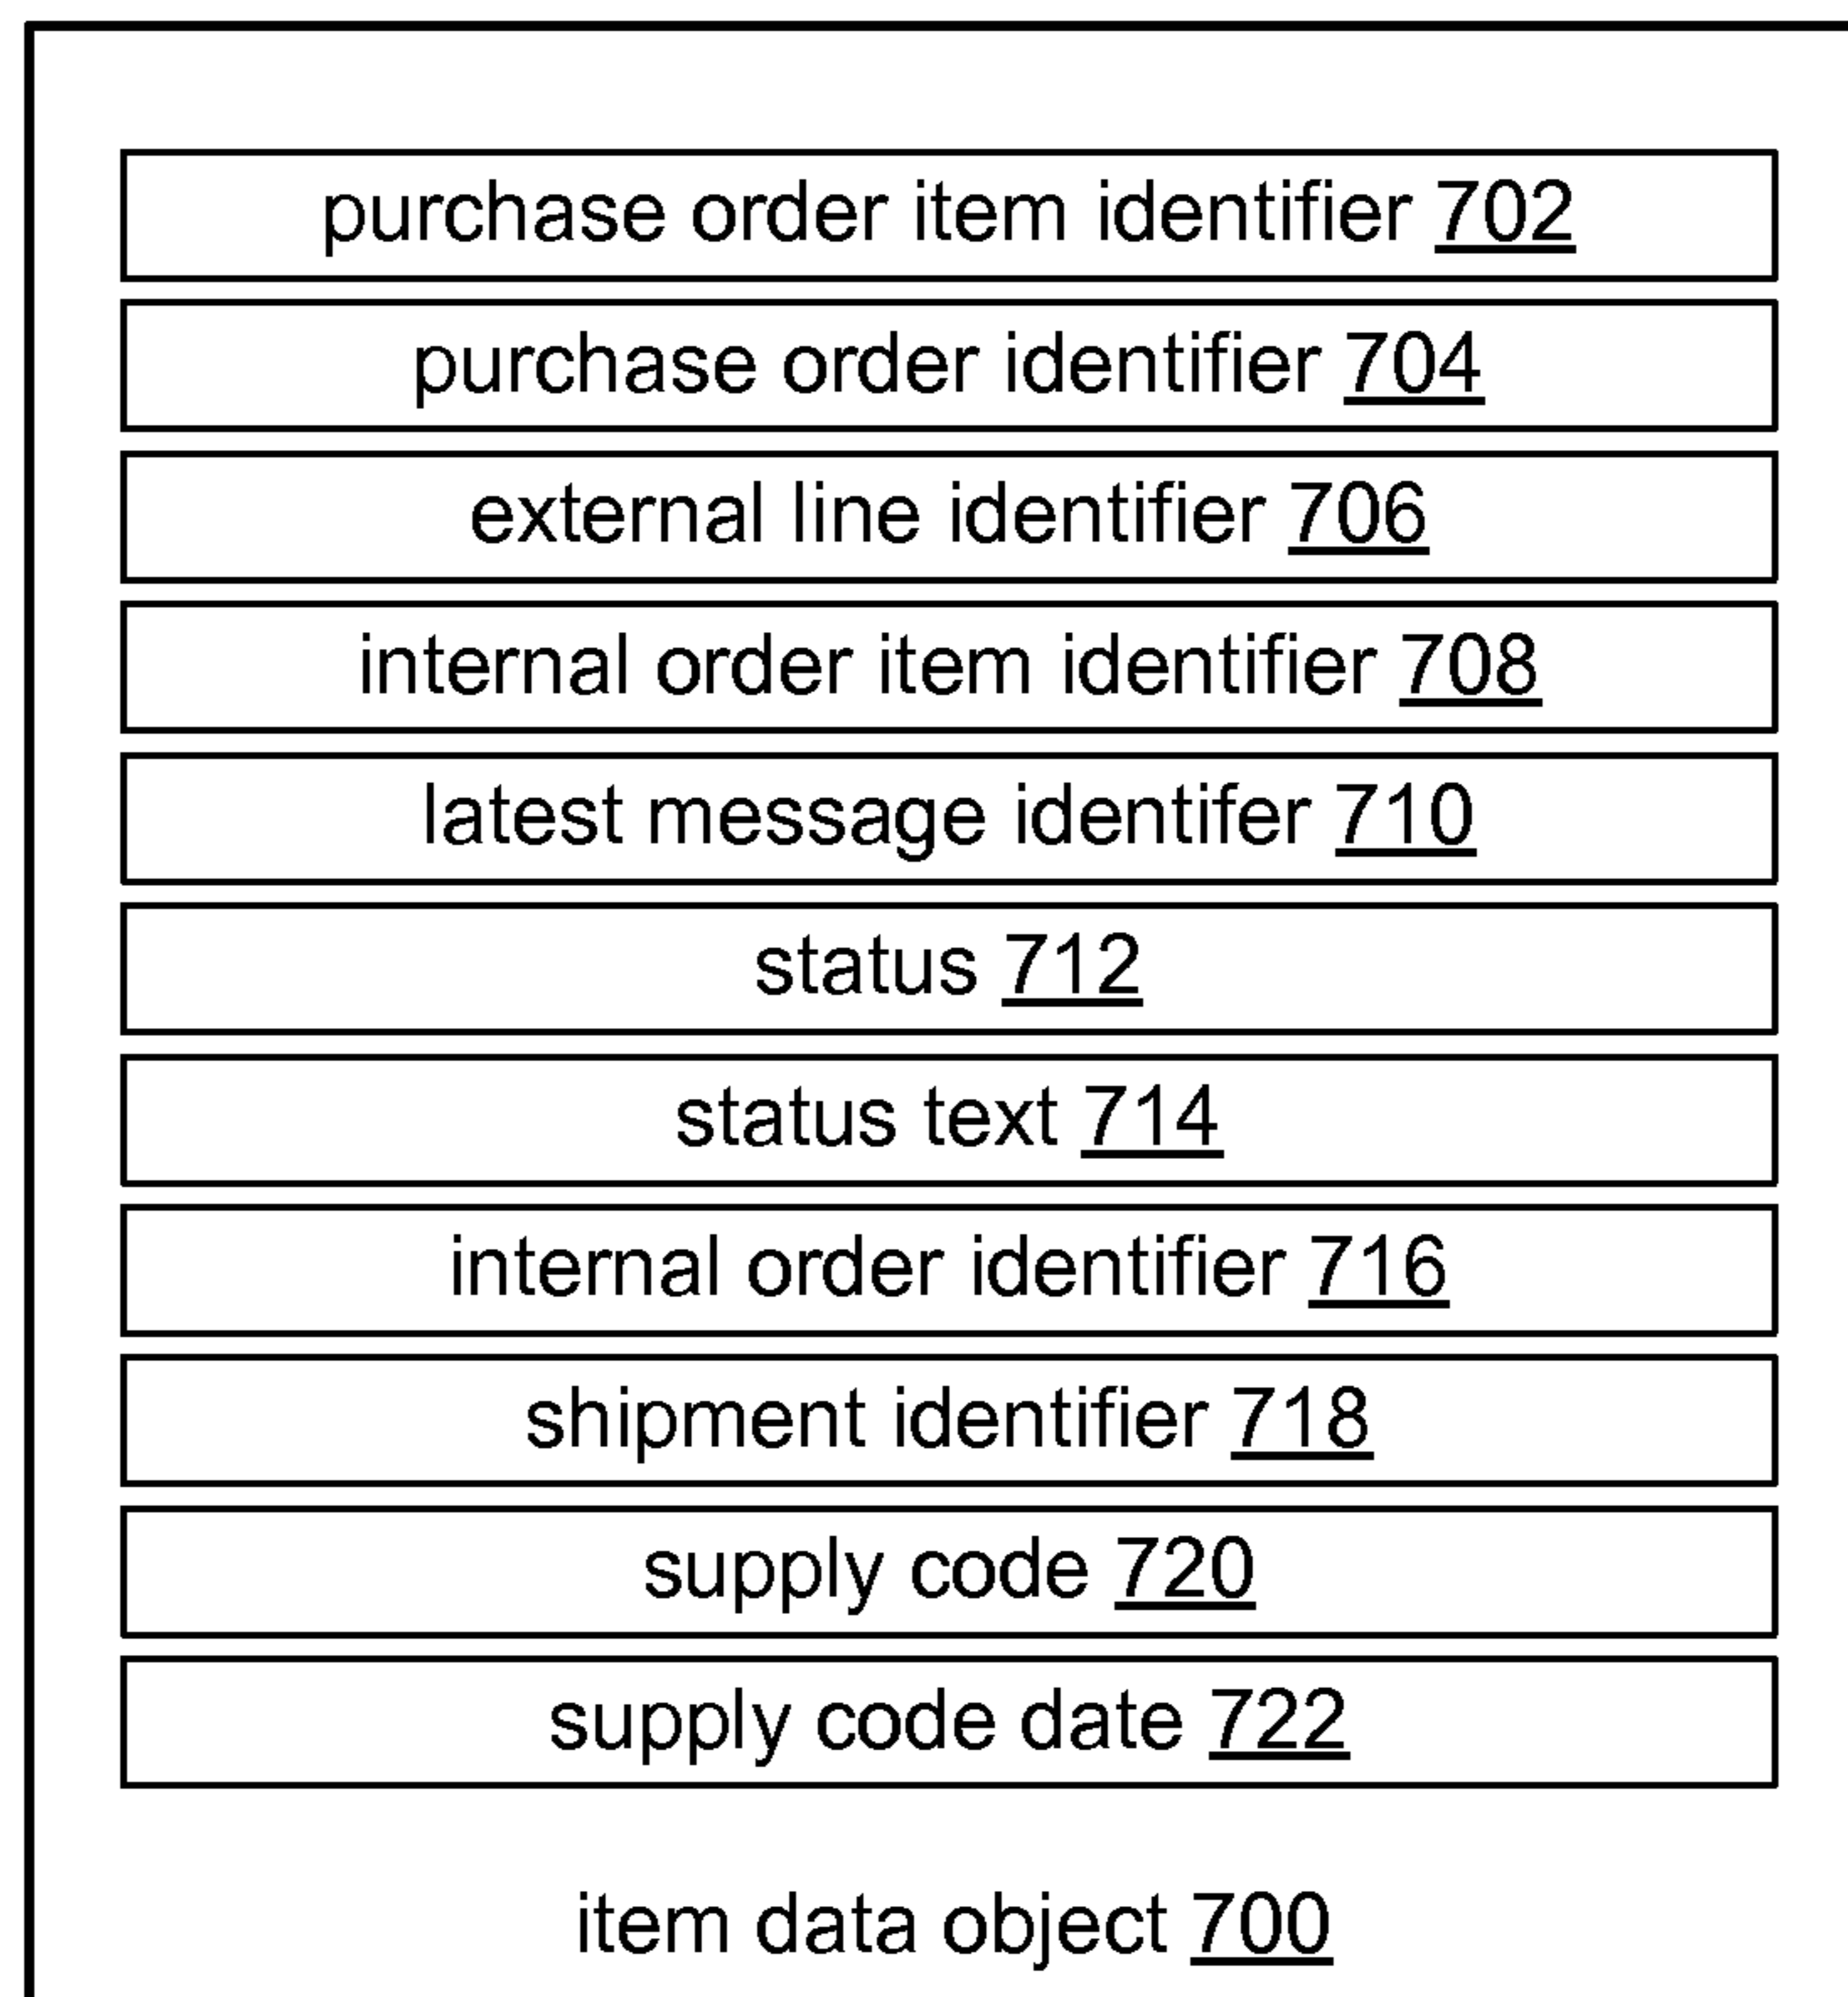 purchase order item identifier 702
purchase order identifier 704
external line identifier 706
internal order item identifier 708
latest message identifer 710
status 712
status text 714
internal order identifier 716
shipment identifier 718
supply code 720
supply code date 722
item data object 700